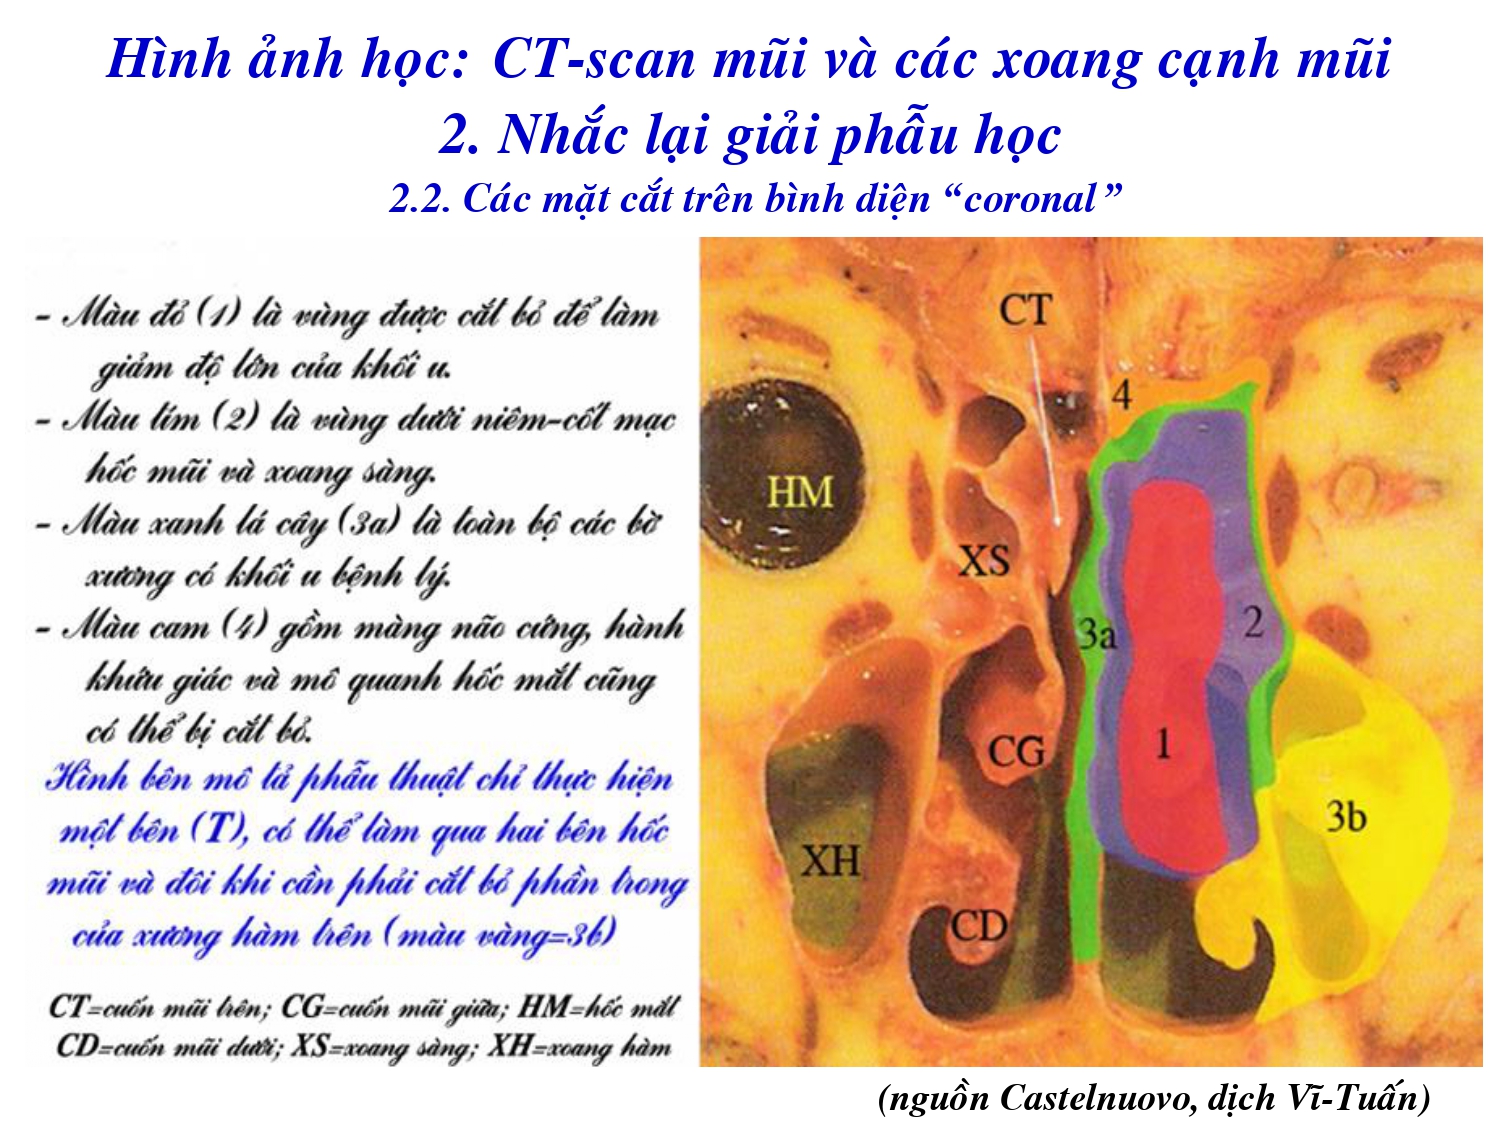 Hình ảnh học: CT-scan mũi và các xoang cạnh mũi
2. Nhắc lại giải phẫu học
2.2. Các mặt cắt trên bình diện “coronal”
- Màu đỏ (1) là vùng được cắt bỏ để làm
giảm độ lớn của khối u.
- Màu tím (2) là vùng dưới niêm-cốt mạc
hốc mũi và xoang sàng.
- Màu xanh lá cây (3a) là toàn bộ các bờ
xương có khối u bệnh lý.
- Màu cam (4) gồm màng não cứng, hành
khứu giác và mô quanh hốc mắt cũng
có thể bị cắt bỏ.
Hình bên mô tả phẫu thuật chỉ thực hiện
một bên (T), có thể làm qua hai bên hốc
mũi và đôi khi cần phải cắt bỏ phần trong
của xương hàm trên (màu vàng=3b)
CT=cuốn mũi trên; CG=cuốn mũi giữa; HM=hốc mắt
CD=cuốn mũi dưới; XS=xoang sàng; XH=xoang hàm
CT
4
HM
XS
3a
2
CG
1
3b
XH
CD
(nguồn Castelnuovo, dịch Vĩ-Tuấn)